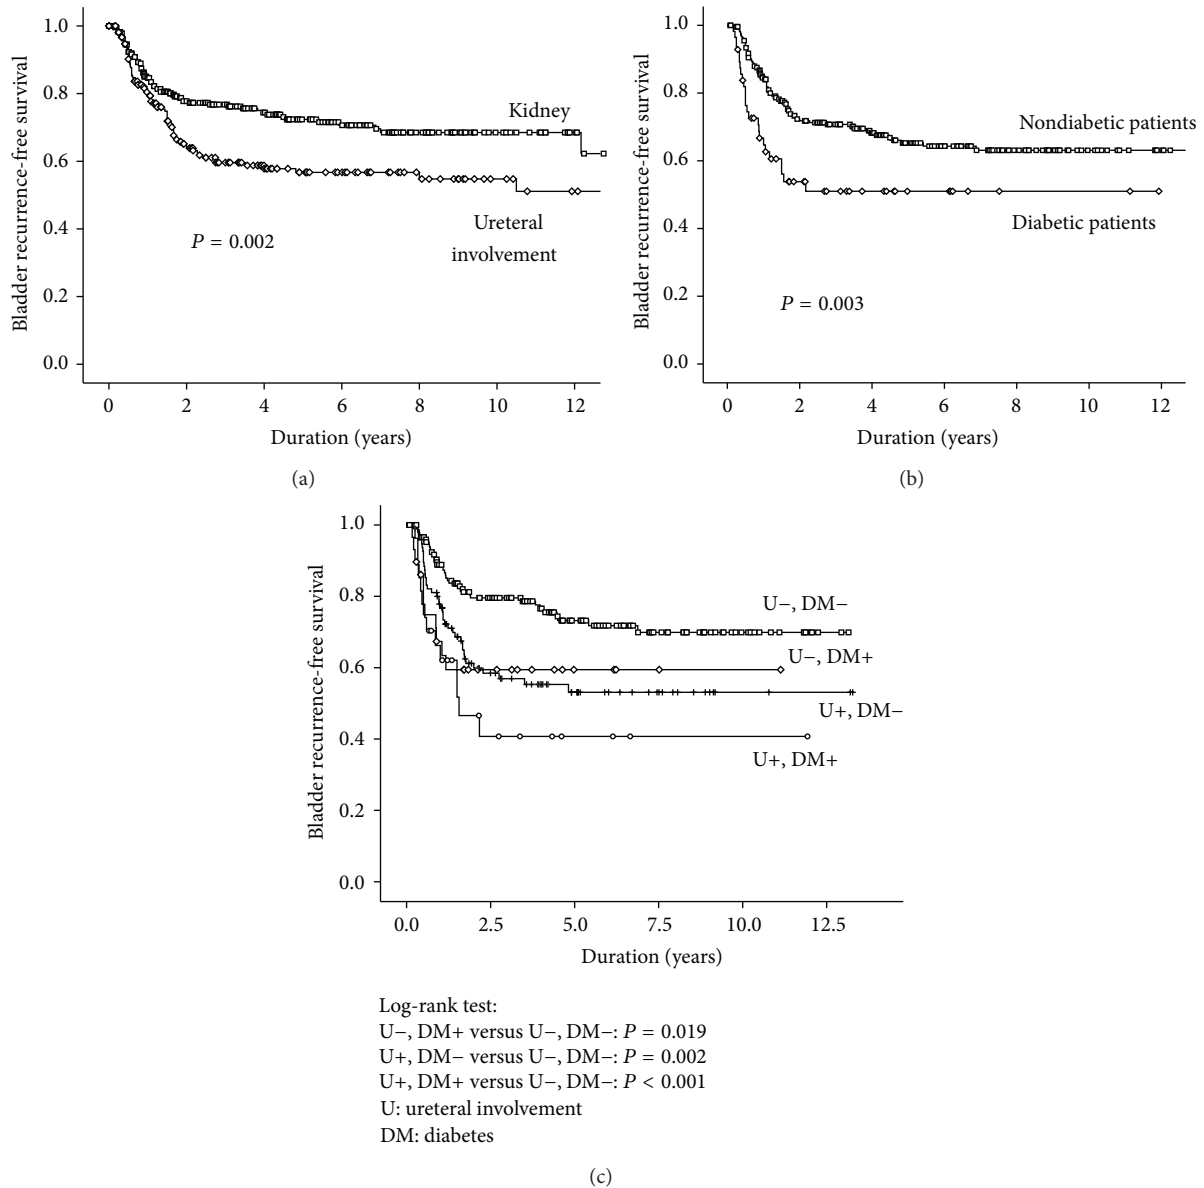 Bladder recurrence-free survival
1.0
0.8
0.6
0.4
0.2
0.0
Kidney
Ureteral
involvement
P = 0.002
0 2 4 6 8 10 12
Duration (years)
(a)
Bladder recurrence-free survival
1.0
0.8
0.6
0.4
0.2
0.0
Nondiabetic patients
Diabetic patients
P = 0.003
0 2 4 6 8 10 12
Duration (years)
(b)
Bladder recurrence-free survival
1.0
0.8
0.6
0.4
0.2
0.0
U−, DM−
U−, DM+
U+, DM−
U+, DM+
0.0 2.5 5.0 7.5 10.0 12.5
Duration (years)
Log-rank test:
U−, DM+ versus U−, DM−: P = 0.019
U+, DM− versus U−, DM−: P = 0.002
U+, DM+ versus U−, DM−: P < 0.001
U: ureteral involvement
DM: diabetes
(c)